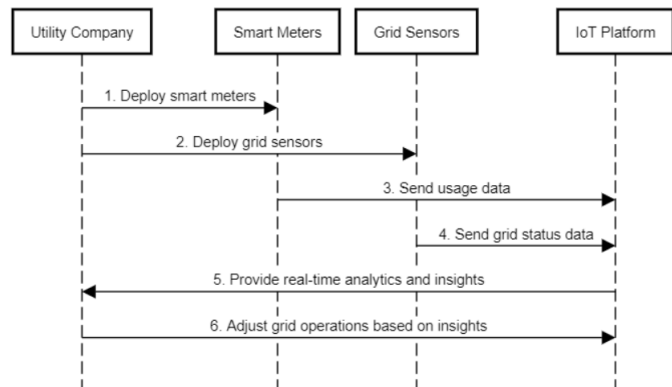 Utility Company
Smart Meters
Grid Sensors
IoT Platform
1. Deploy smart meters
2. Deploy grid sensors
3. Send usage data
4. Send grid status data
5. Provide real-time analytics and insights
6. Adjust grid operations based on insights